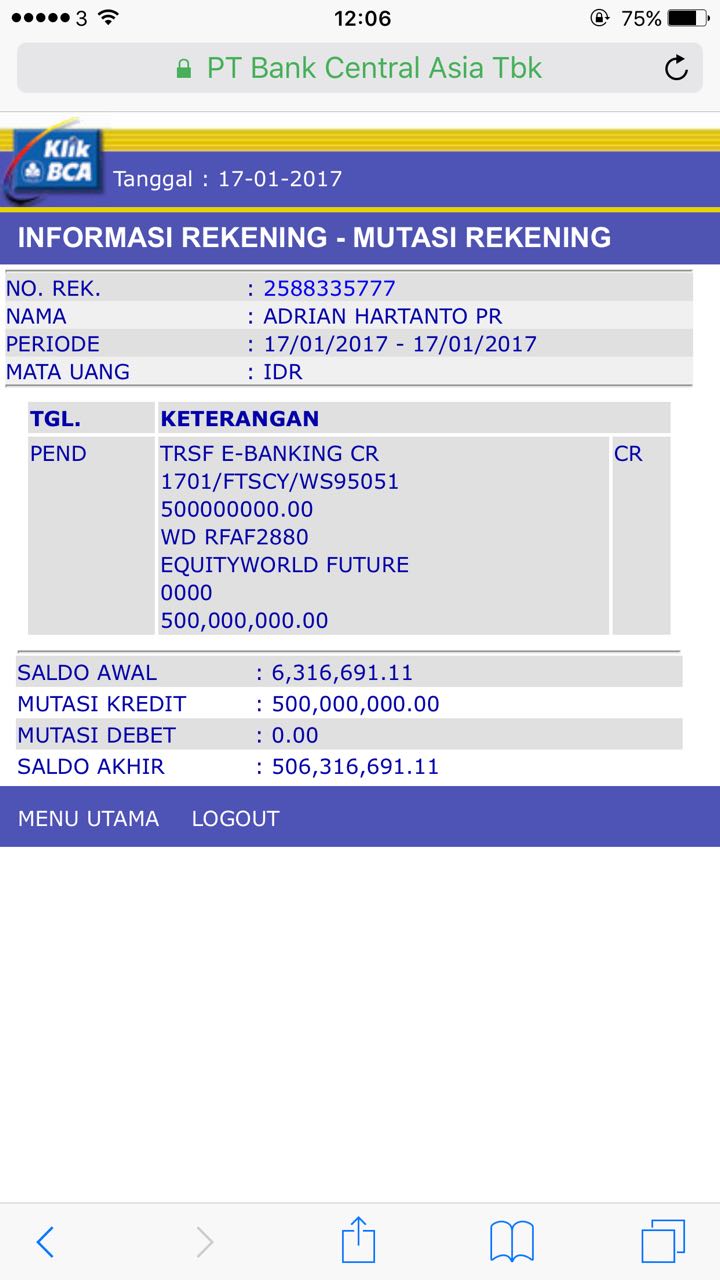 3 12:06 75%
PT Bank Central Asia Tbk
Klik
BCA
Tanggal : 17-01-2017
INFORMASI REKENING - MUTASI REKENING
NO. REK. : 2588335777
NAMA : ADRIAN HARTANTO PR
PERIODE : 17/01/2017 - 17/01/2017
MATA UANG : IDR
TGL. KETERANGAN
PEND TRSF E-BANKING CR CR
1701/FTSCY/WS95051
500000000.00
WD RFAF2880
EQUITYWORLD FUTURE
0000
500,000,000.00
SALDO AWAL : 6,316,691.11
MUTASI KREDIT : 500,000,000.00
MUTASI DEBET : 0.00
SALDO AKHIR : 506,316,691.11
MENU UTAMA LOGOUT